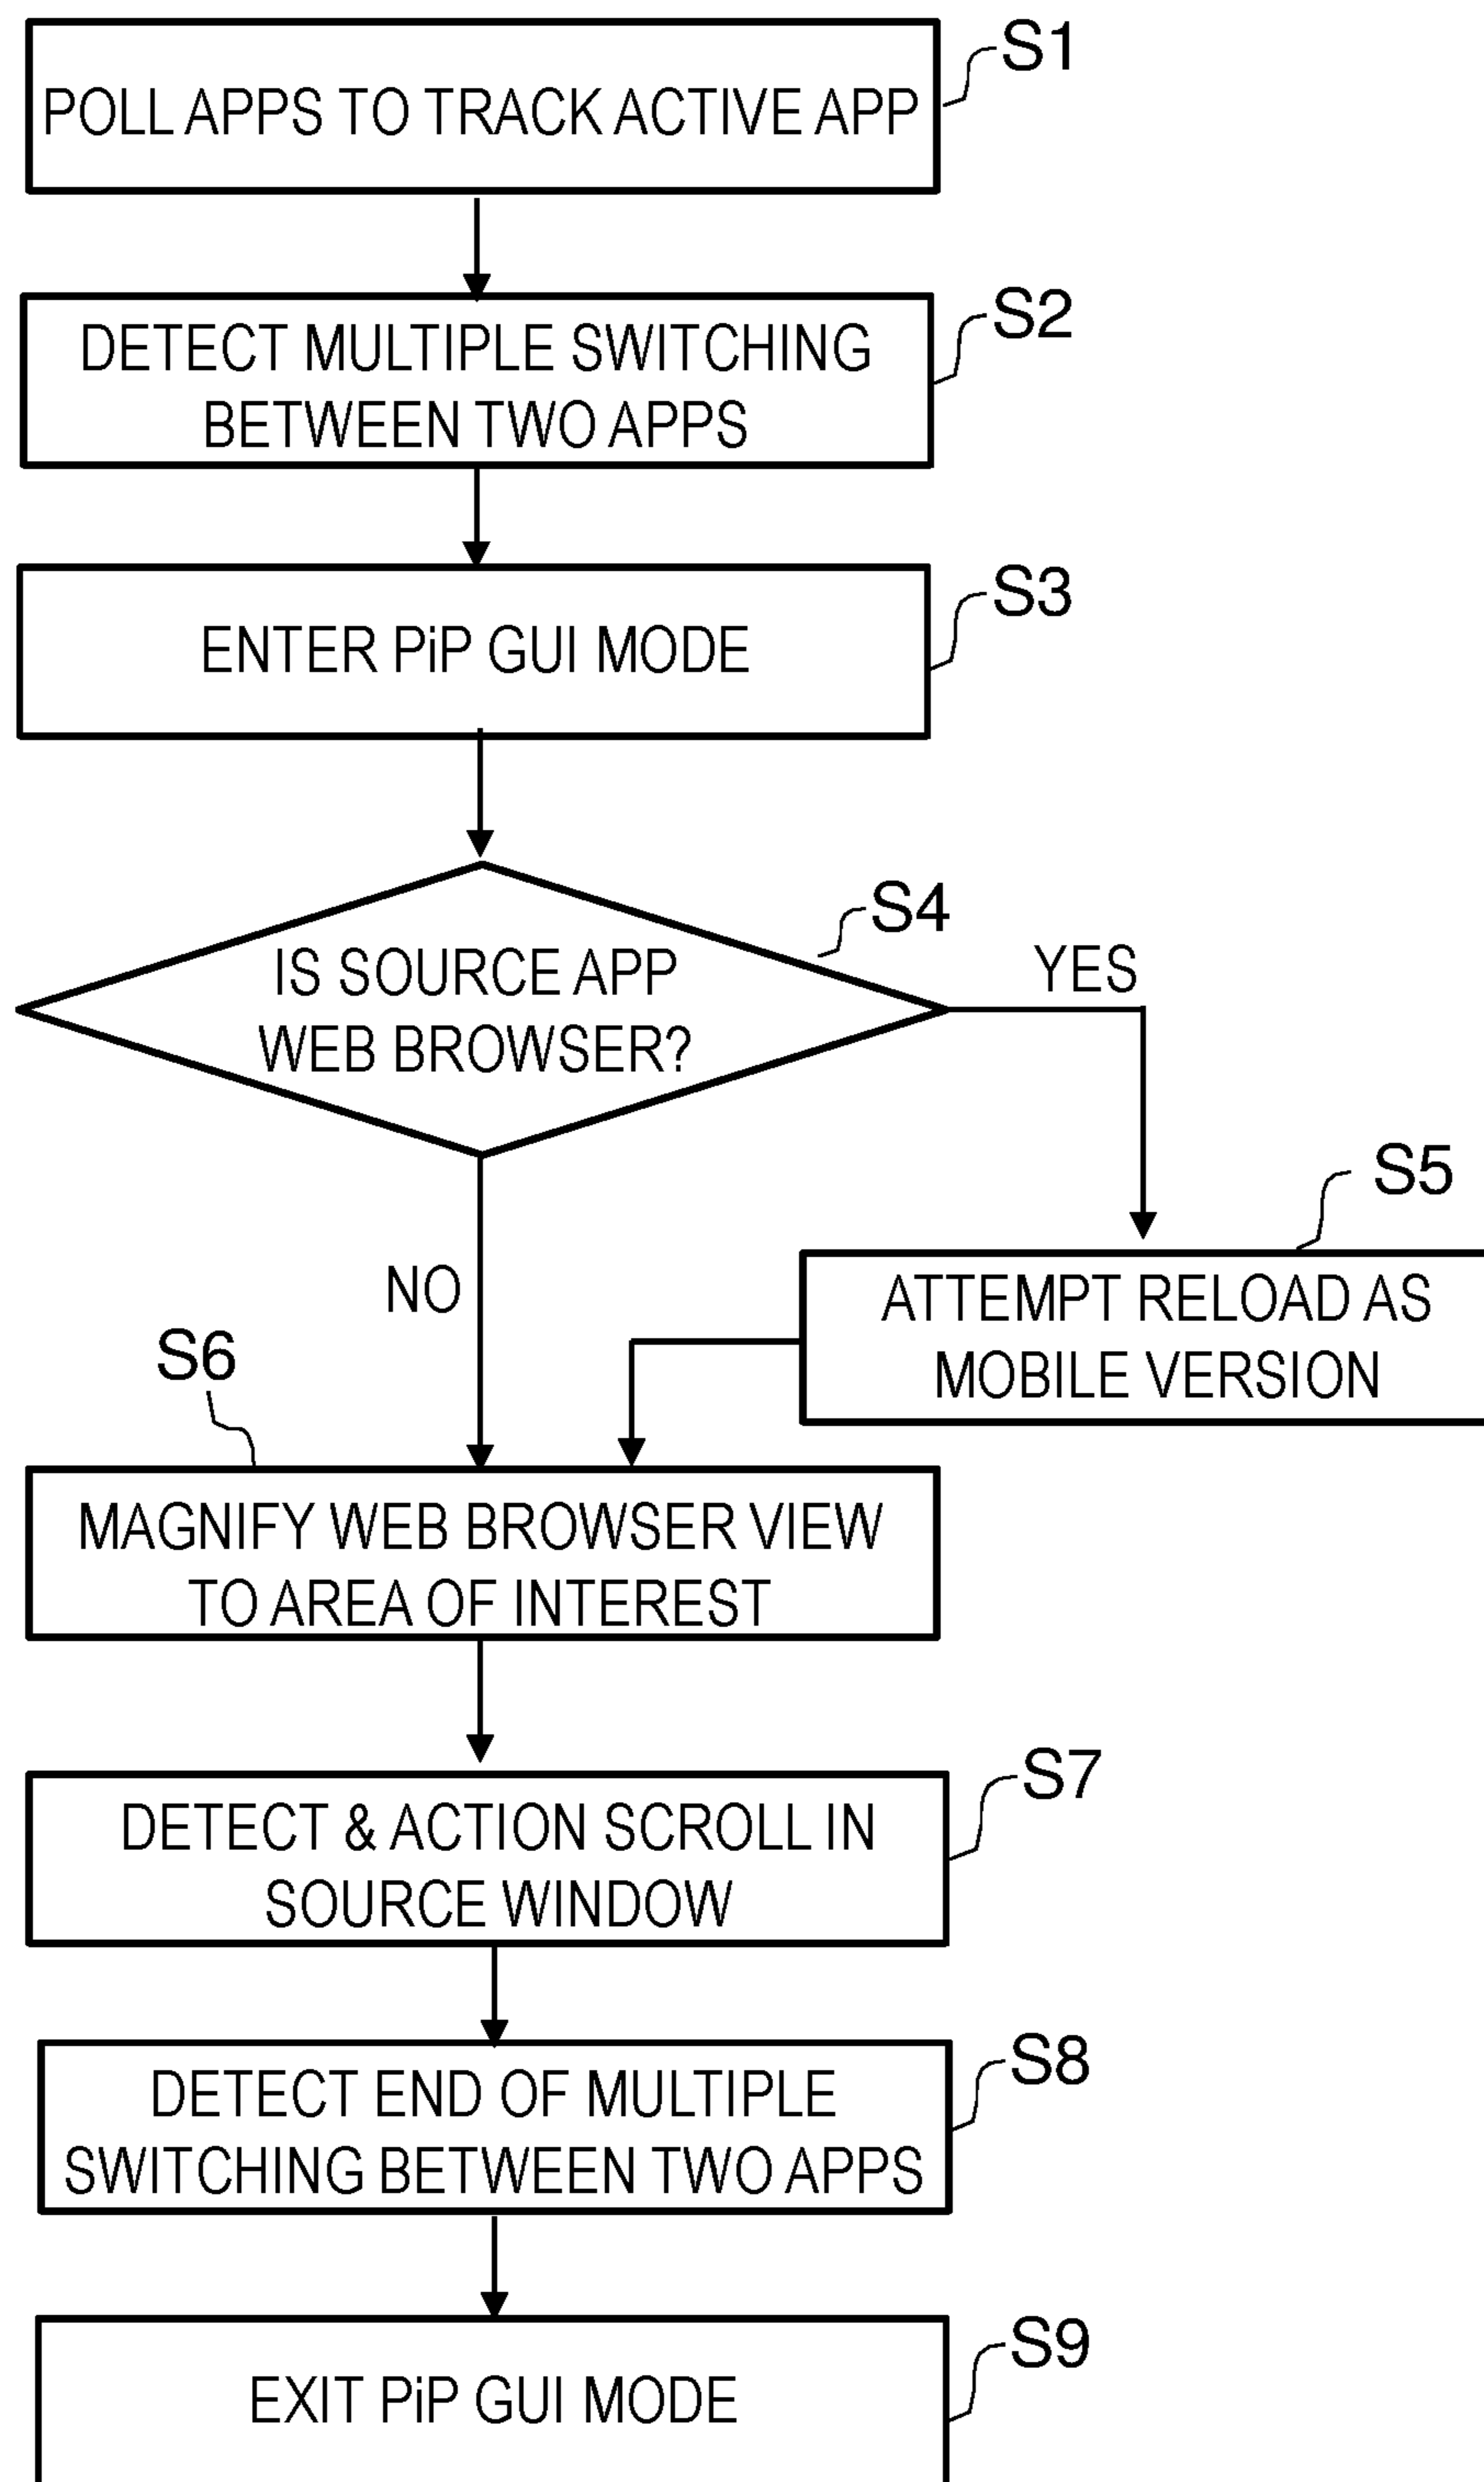 S1
POLL APPS TO TRACK ACTIVE APP
S2
DETECT MULTIPLE SWITCHING
BETWEEN TWO APPS
S3
ENTER PiP GUI MODE
S4
IS SOURCE APP
WEB BROWSER?
YES
S5
ATTEMPT RELOAD AS
MOBILE VERSION
NO
S6
MAGNIFY WEB BROWSER VIEW
TO AREA OF INTEREST
S7
DETECT & ACTION SCROLL IN
SOURCE WINDOW
S8
DETECT END OF MULTIPLE
SWITCHING BETWEEN TWO APPS
S9
EXIT PiP GUI MODE